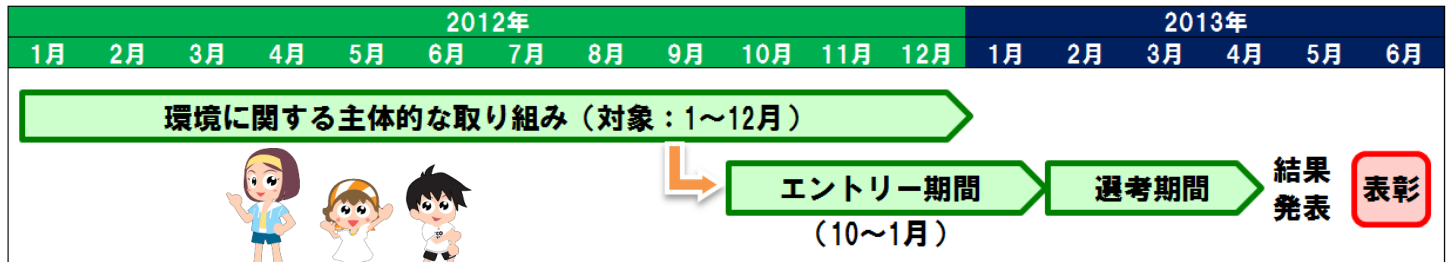 2012年 2013年
1月 2月 3月 4月 5月 6月 7月 8月 9月 10月 11月 12月 1月 2月 3月 4月 5月 6月
環境に関する主体的な取り組み（対象：1～12月）
エントリー期間
（10～1月）
選考期間
結果
発表
表彰